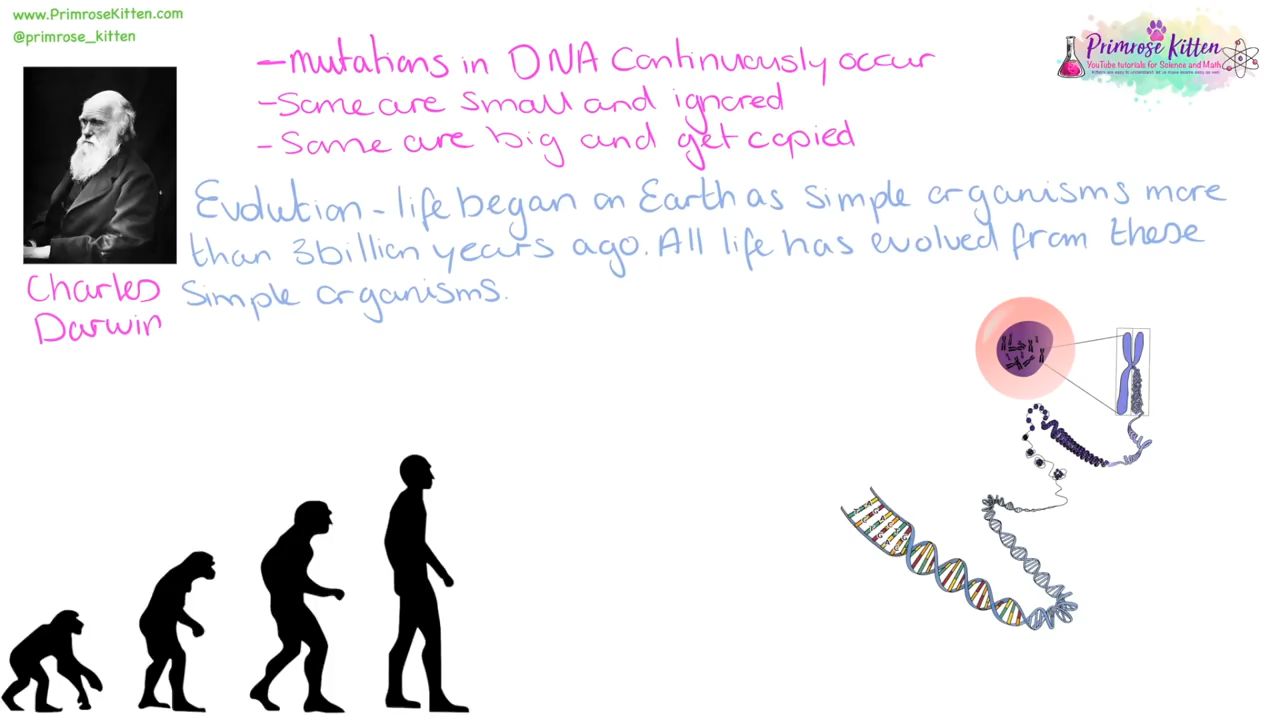 www.PrimroseKitten.com
@primrose_kitten
Primrose Kitten
YouTube tutorials for Science and Math
- mutations in DNA Continuously occur
- Some are small and ignored
- Some are big and get copied
Evolution - life began on Earth as simple organisms more
than 3billion years ago. All life has evolved from these
Simple organisms.
Charles
Darwin